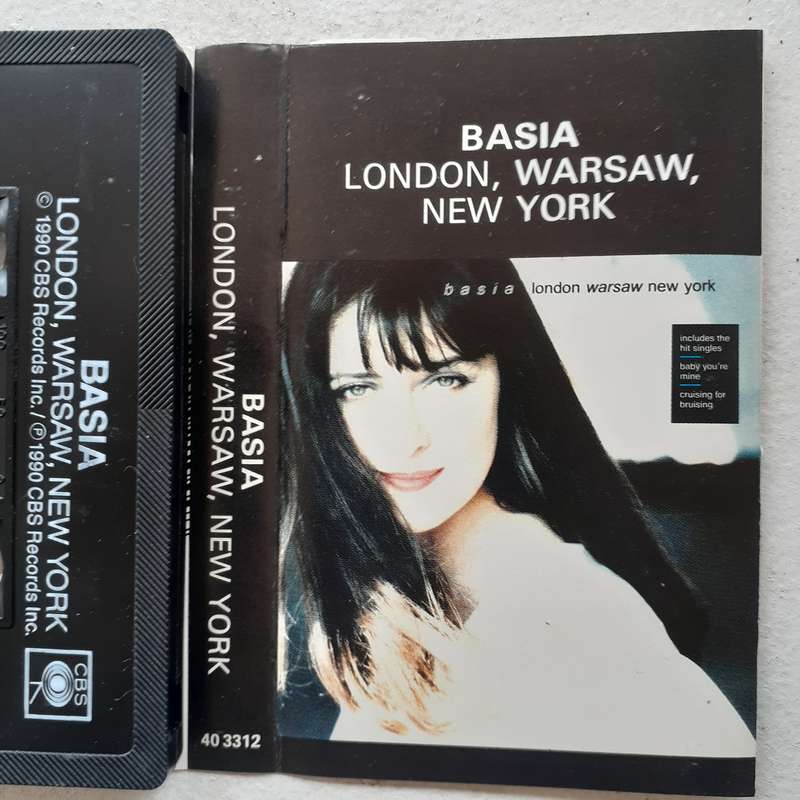 BASIA
LONDON, WARSAW, NEW YORK
© 1990 CBS Records Inc. / ℗ 1990 CBS Records Inc.
CBS
BASIA
LONDON, WARSAW, NEW YORK
40 3312
BASIA
LONDON, WARSAW,
NEW YORK
basia london warsaw new york
includes the
hit singles
baby you're
mine
cruising for
bruising